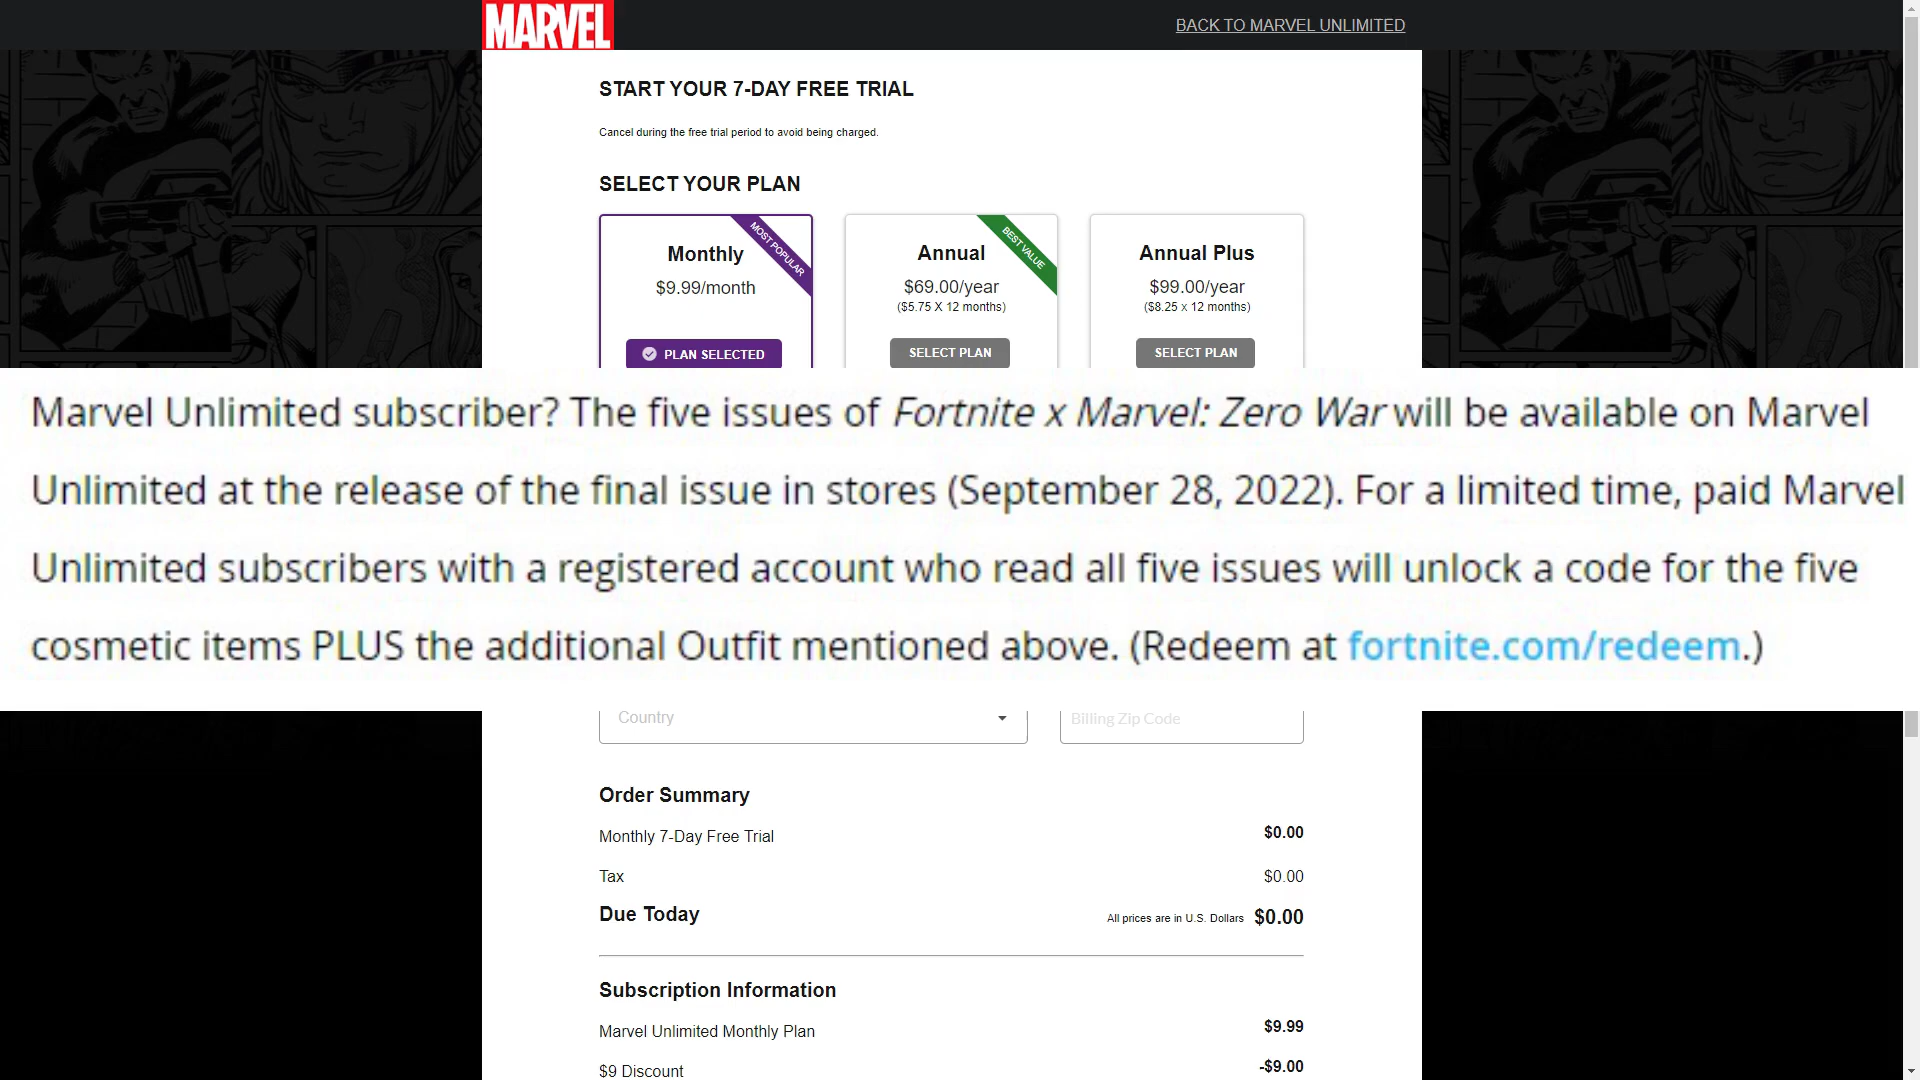 MARVEL
BACK TO MARVEL UNLIMITED
START YOUR 7-DAY FREE TRIAL
Cancel during the free trial period to avoid being charged.
SELECT YOUR PLAN
MOST POPULAR
Monthly
$9.99/month
PLAN SELECTED
BEST VALUE
Annual
$69.00/year
($5.75 X 12 months)
SELECT PLAN
Annual Plus
$99.00/year
($8.25 x 12 months)
SELECT PLAN
Marvel Unlimited subscriber? The five issues of Fortnite x Marvel: Zero War will be available on Marvel
Unlimited at the release of the final issue in stores (September 28, 2022). For a limited time, paid Marvel
Unlimited subscribers with a registered account who read all five issues will unlock a code for the five
cosmetic items PLUS the additional Outfit mentioned above. (Redeem at fortnite.com/redeem.)
Country
Billing Zip Code
Order Summary
Monthly 7-Day Free Trial $0.00
Tax $0.00
Due Today All prices are in U.S. Dollars $0.00
Subscription Information
Marvel Unlimited Monthly Plan $9.99
$9 Discount -$9.00